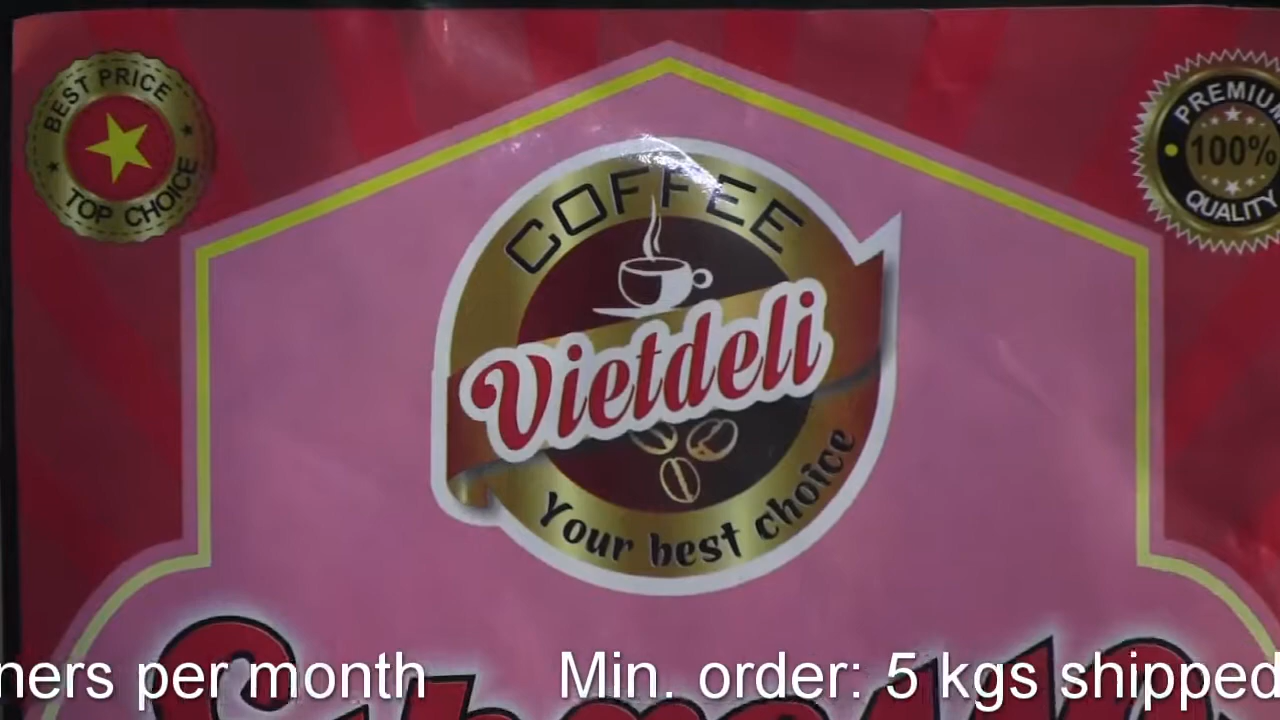 BEST PRICE
TOP CHOICE
PREMIUM
100%
QUALITY
COFFEE
Vietdeli
Your best choice
ners per month Min. order: 5 kgs shipped